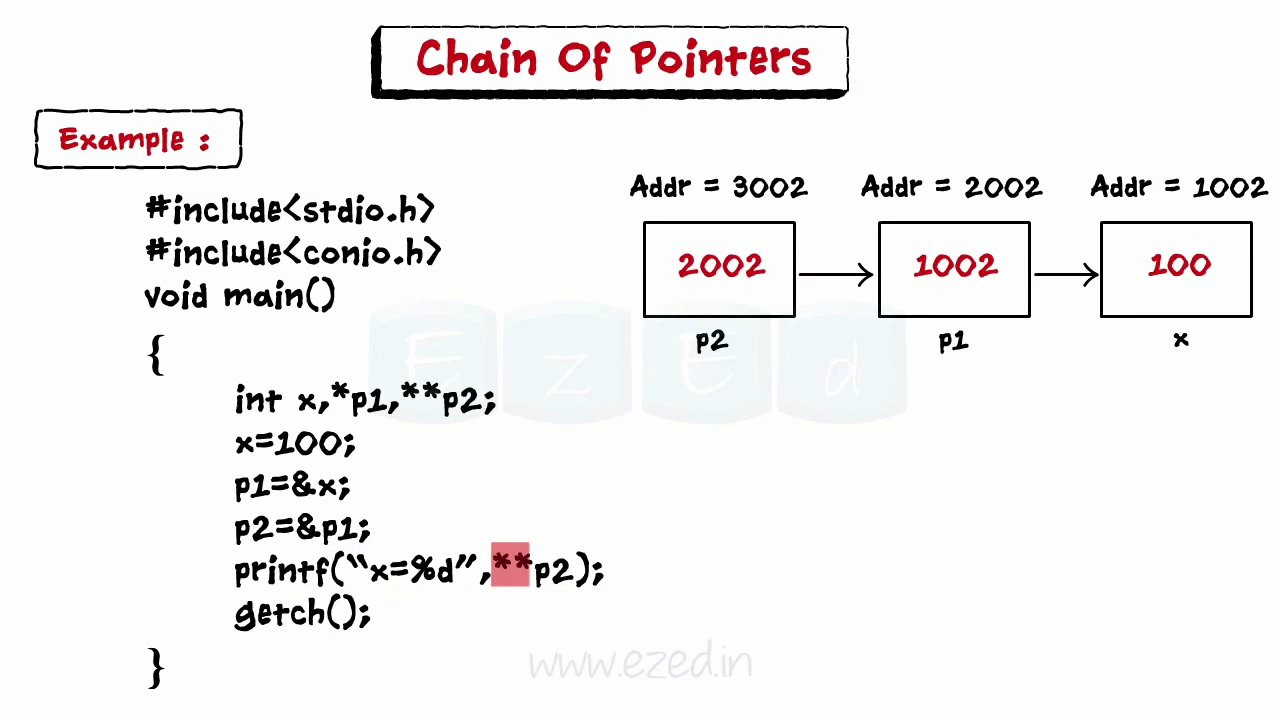 Chain Of Pointers
Example :
#include<stdio.h>
#include<conio.h>
void main()
{
int x,*p1,**p2;
x=100;
p1=&x;
p2=&p1;
printf(“x=%d”,**p2);
getch();
}
Addr = 3002 Addr = 2002 Addr = 1002
2002 1002 100
p2 p1 x
EzEd
www.ezed.in